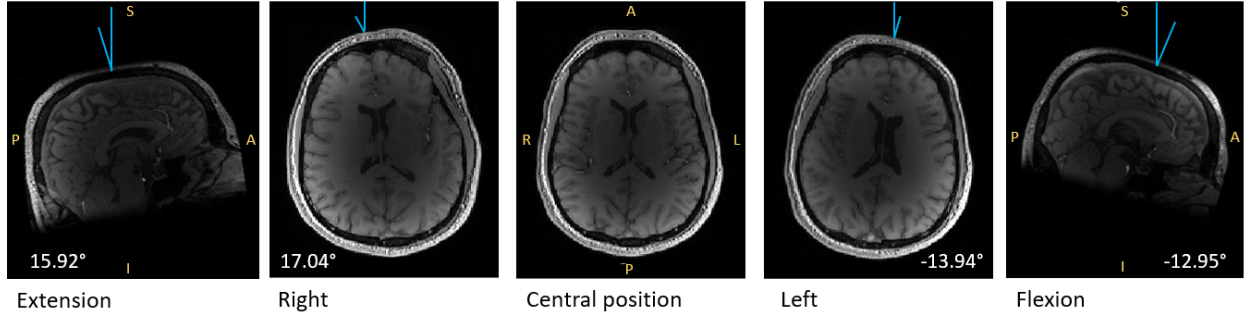 S
P
A
15.92°
I
Extension
17.04°
Right
A
R
L
P
Central position
-13.94°
Left
S
P
A
I
-12.95°
Flexion